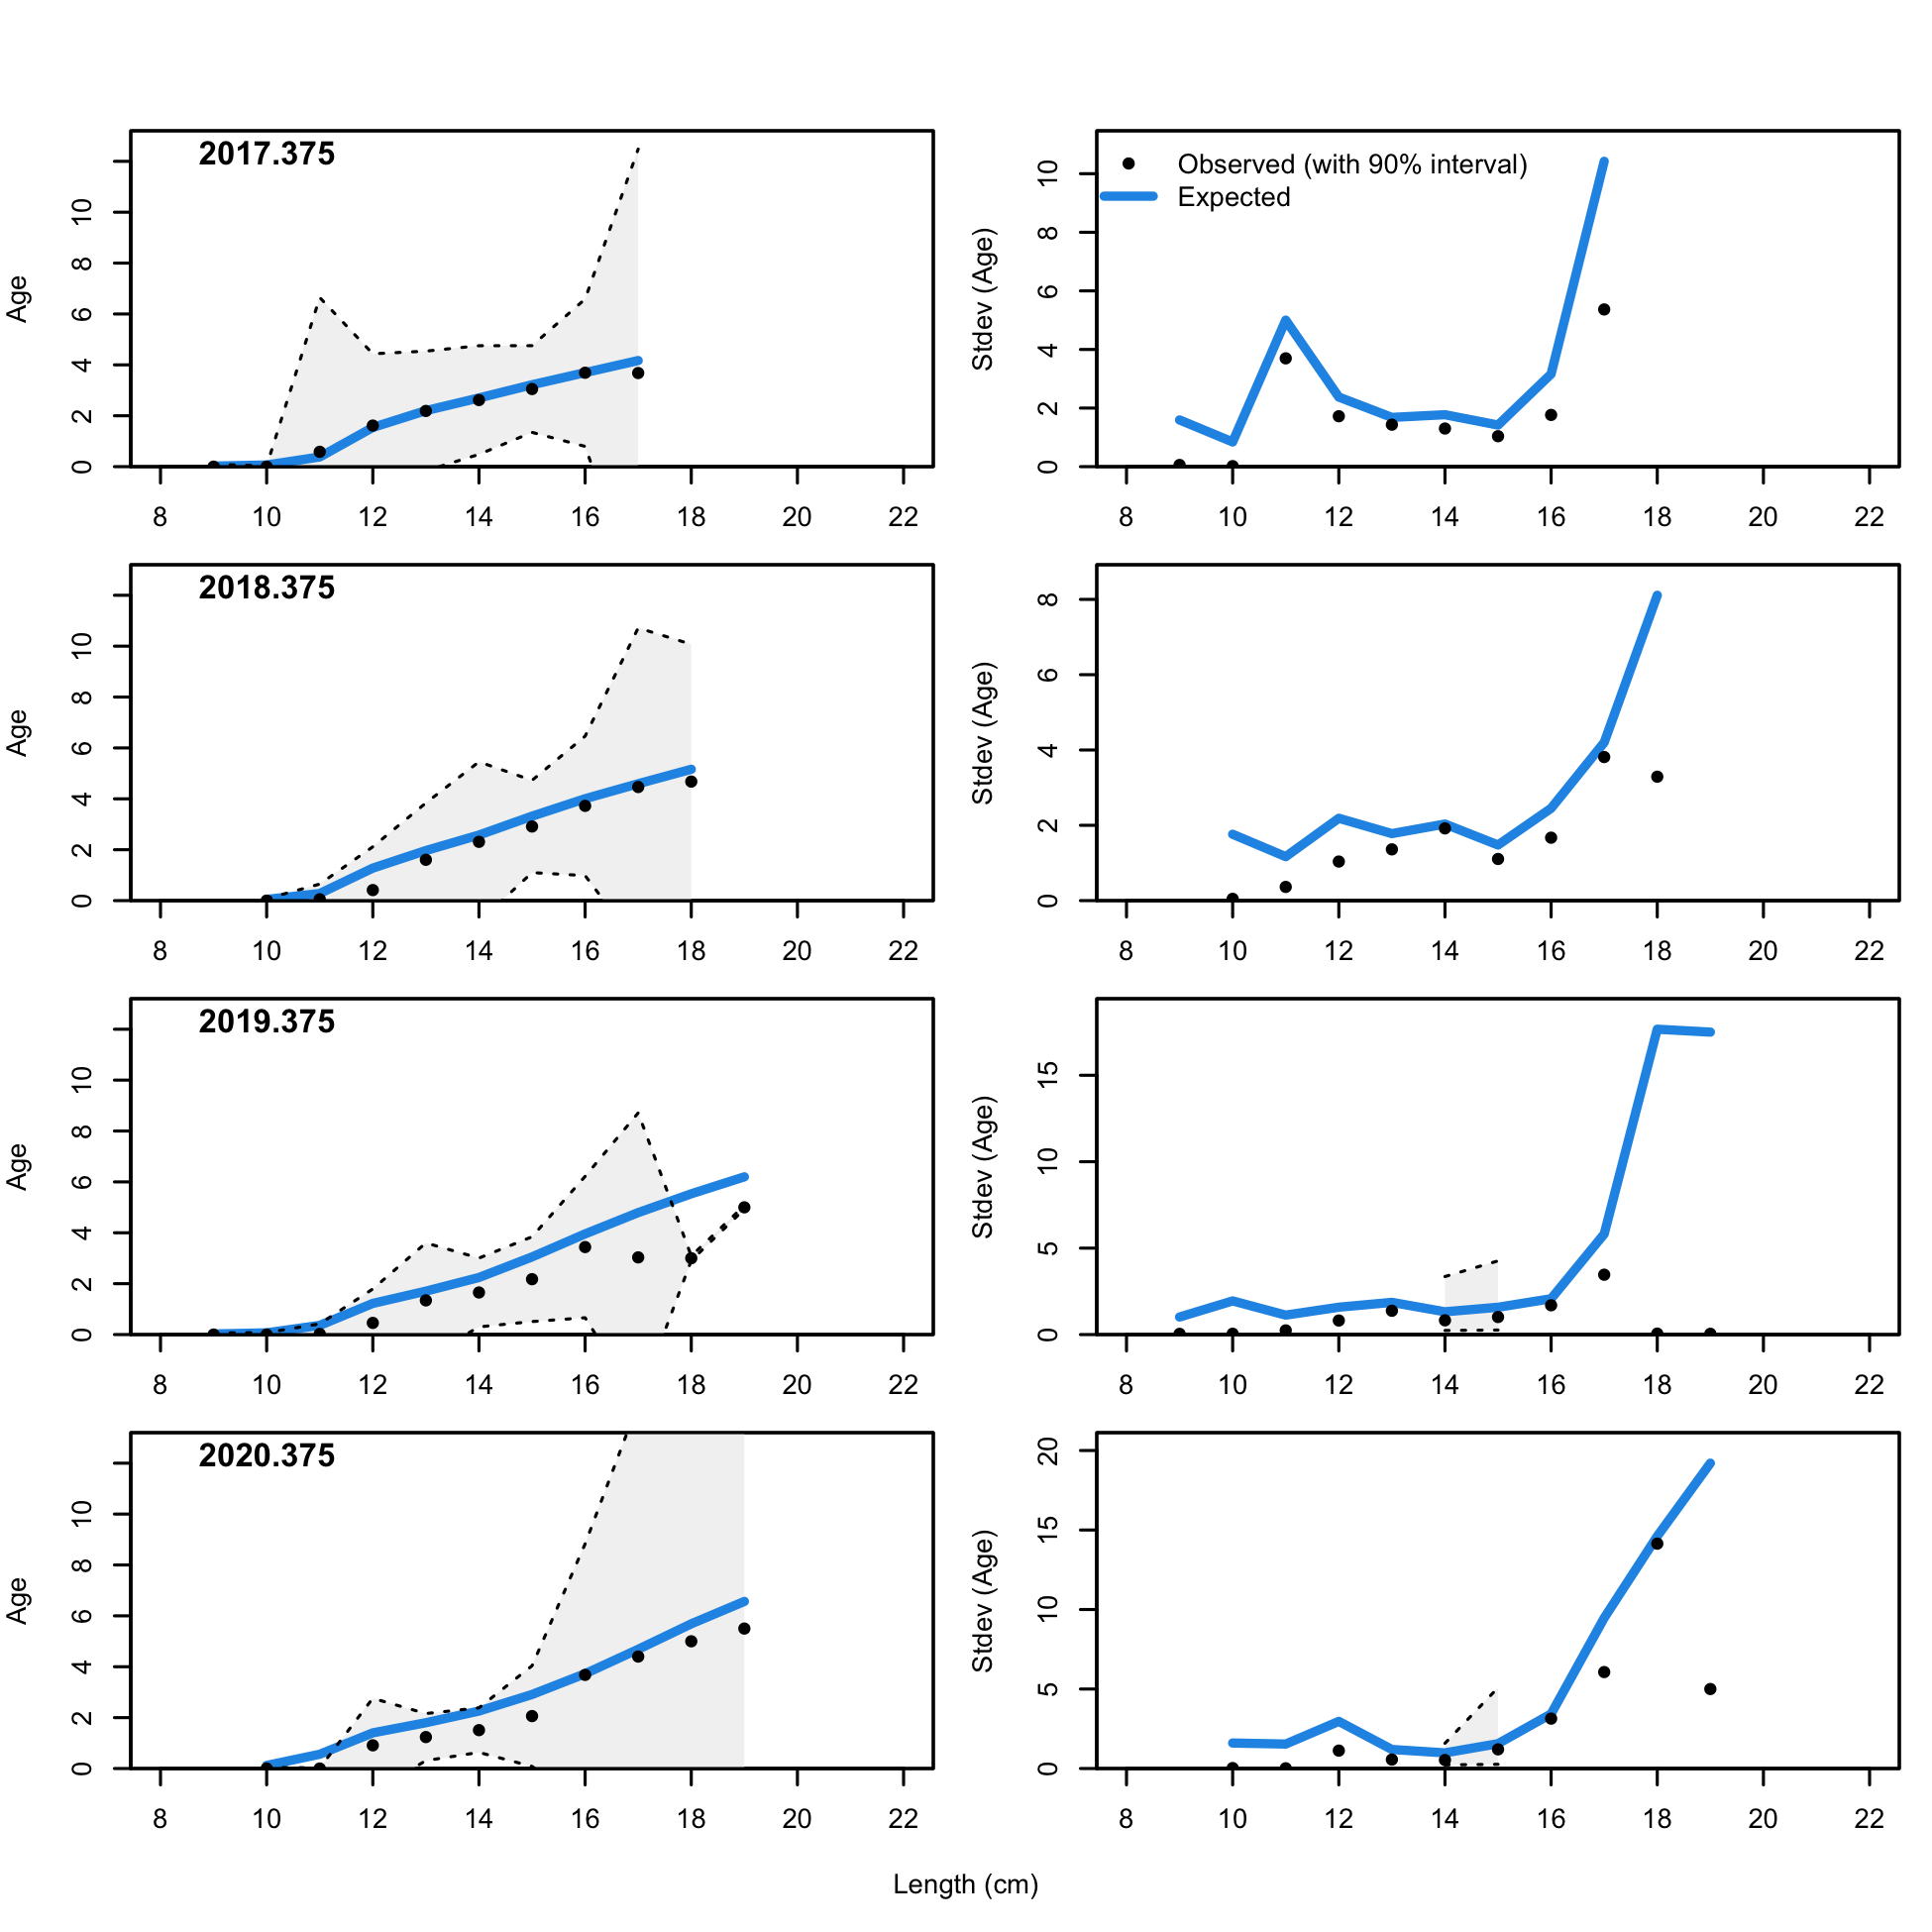 2017.375
Age
0 2 4 6 8 10
8 10 12 14 16 18 20 22
Observed (with 90% interval)
Expected
Stdev (Age)
0 2 4 6 8 10
8 10 12 14 16 18 20 22
2018.375
Age
0 2 4 6 8 10
8 10 12 14 16 18 20 22
Stdev (Age)
0 2 4 6 8
8 10 12 14 16 18 20 22
2019.375
Age
0 2 4 6 8 10
8 10 12 14 16 18 20 22
Stdev (Age)
0 5 10 15
8 10 12 14 16 18 20 22
2020.375
Age
0 2 4 6 8 10
8 10 12 14 16 18 20 22
Stdev (Age)
0 5 10 15 20
8 10 12 14 16 18 20 22
Length (cm)